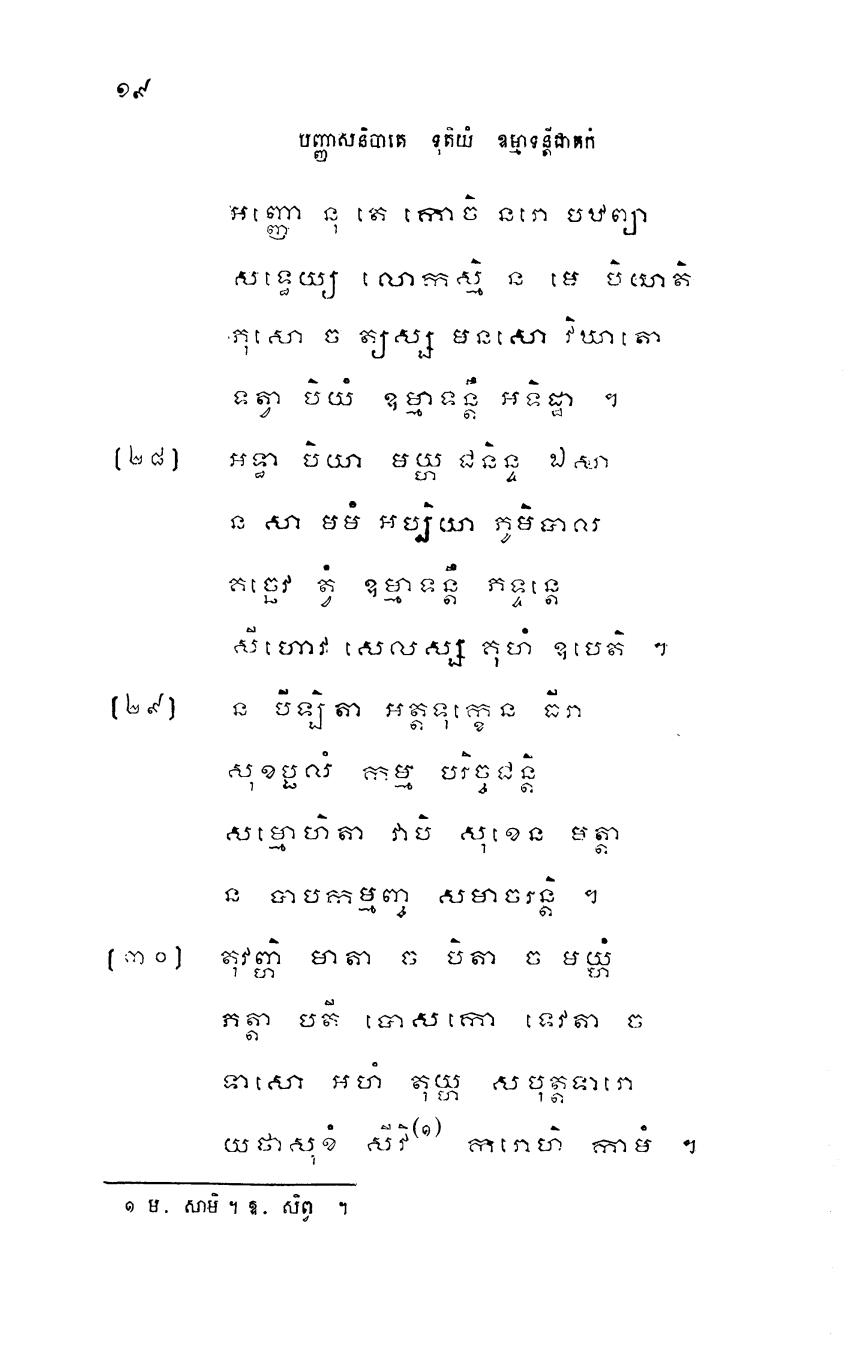 ១៩
បញ្ញាសនិបាតេ ទុតិយំ ឧម្មាទន្តីជាតកំ
អញ្ញោ នុ តេ កោចិ នរោ បឋព្យា
សទ្ធេយ្យ លោកស្មិ ន មេ បិយាតិ
ភុសោ ច ត្យស្ស មនសោ វិឃាតោ
ទត្វា បិយំ ឧម្មាទន្តឹ អទិដ្ឋា ។
[២៨] អទ្ធា បិយា មយ្ហ ជនិន្ទ ឯសា
ន សា មមំ អប្បិយា ភូមិបាល
គច្ឆេវ ត្វំ ឧម្មាទន្តឹ ភទ្ទន្តេ
សីហោវ សេលស្ស គុហំ ឧបេតិ ។
[២៩] ន បីឡិតា អត្តទុក្ខេន ធីរា
សុខប្ផលំ កម្ម បរិច្ចជន្តិ
សម្មោហិតា វាបិ សុខេន មត្តា
ន បាបកម្មញ្ច សមាចរន្តិ ។
[៣០] តុវញ្ហិ មាតា ច បិតា ច មយ្ហំ
ភត្តា បតី បោសកោ ទេវតា ច
ទាសោ អហំ តុយ្ហ សបុត្តទារោ
យថាសុខំ សីវិ(១) ករោហិ កាមំ ។
១ ម. សាមិ ។ ឱ. សិព្វ ។